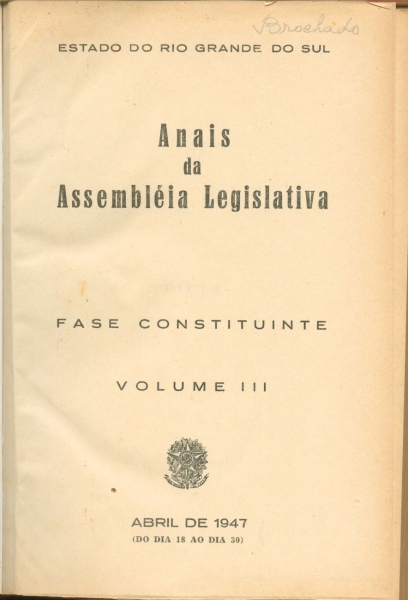 Brochado
ESTADO DO RIO GRANDE DO SUL
Anais
da
Assembléia Legislativa
FASE CONSTITUINTE
VOLUME III
ABRIL DE 1947
(DO DIA 18 AO DIA 30)